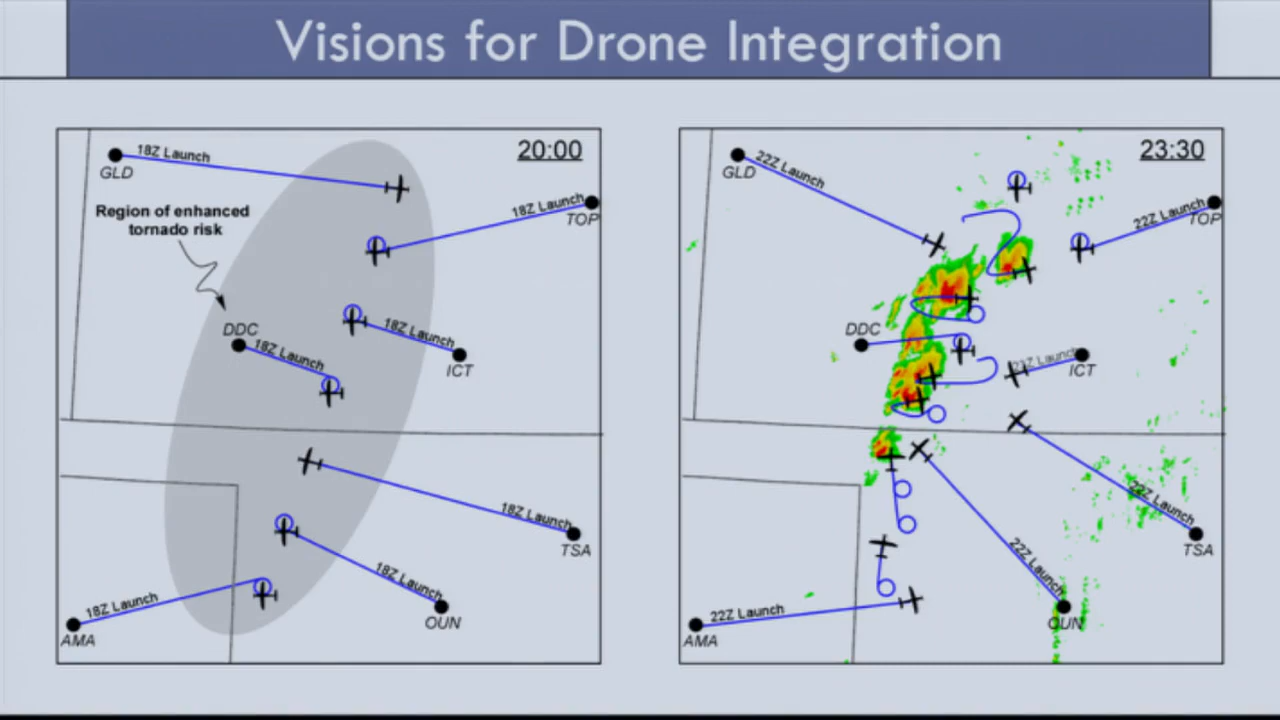 Visions for Drone Integration
20:00
18Z Launch
GLD
18Z Launch
TOP
Region of enhanced
tornado risk
DDC
18Z Launch
18Z Launch
ICT
18Z Launch
TSA
18Z Launch
OUN
18Z Launch
AMA
23:30
22Z Launch
GLD
22Z Launch
TOP
DDC
ICT
22Z Launch
TSA
22Z Launch
OUN
22Z Launch
AMA